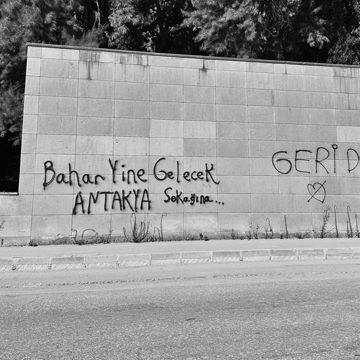 Bahar Yine Gelecek
ANTAKYA Sokağına...
GERİD